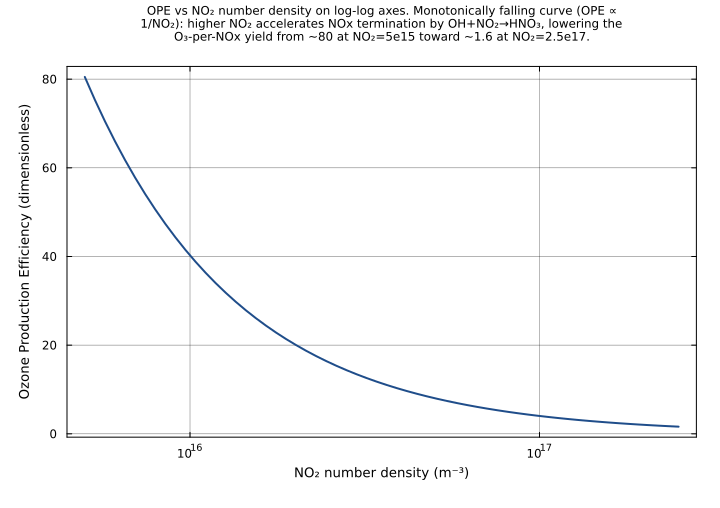 OPE vs NO₂ number density on log-log axes. Monotonically falling curve (OPE ∝
1/NO₂): higher NO₂ accelerates NOx termination by OH+NO₂→HNO₃, lowering the
O₃-per-NOx yield from ~80 at NO₂=5e15 toward ~1.6 at NO₂=2.5e17.
80
60
40
20
0
Ozone Production Efficiency (dimensionless)
10¹⁶ 10¹⁷
NO₂ number density (m⁻³)